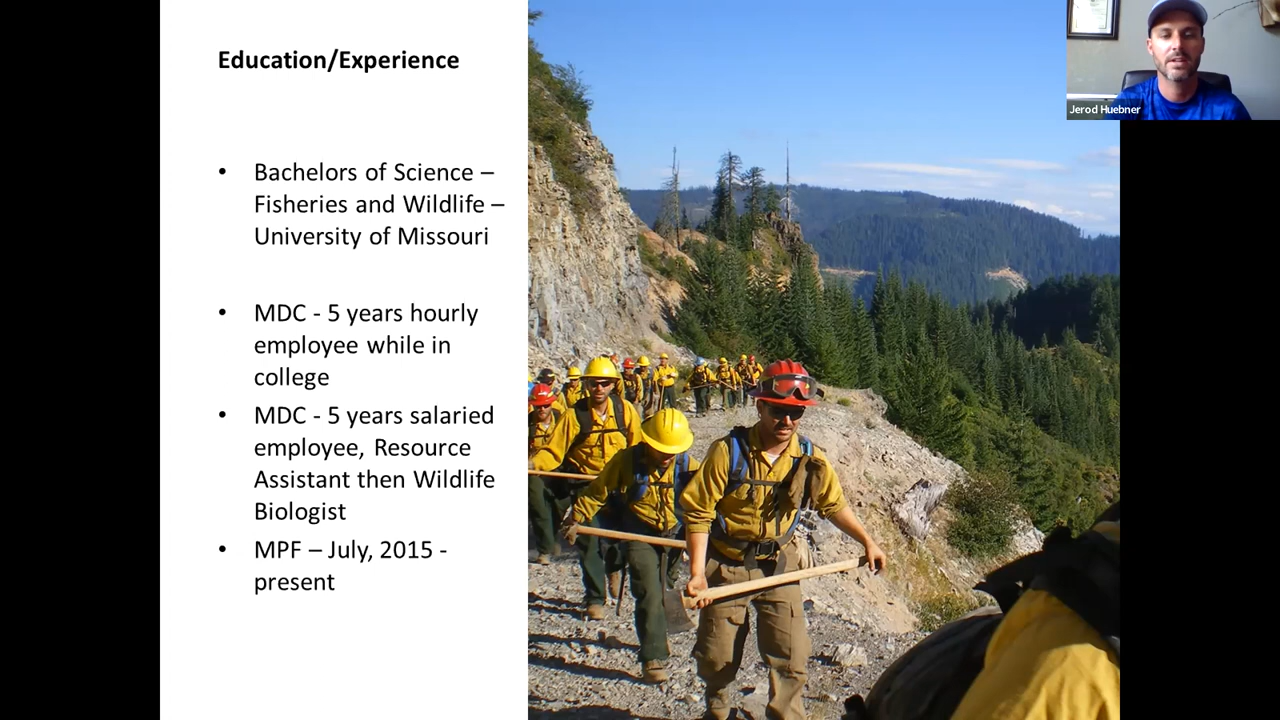 Education/Experience
• Bachelors of Science –
Fisheries and Wildlife –
University of Missouri
• MDC - 5 years hourly
employee while in
college
• MDC - 5 years salaried
employee, Resource
Assistant then Wildlife
Biologist
• MPF – July, 2015 -
present
Jerod Huebner